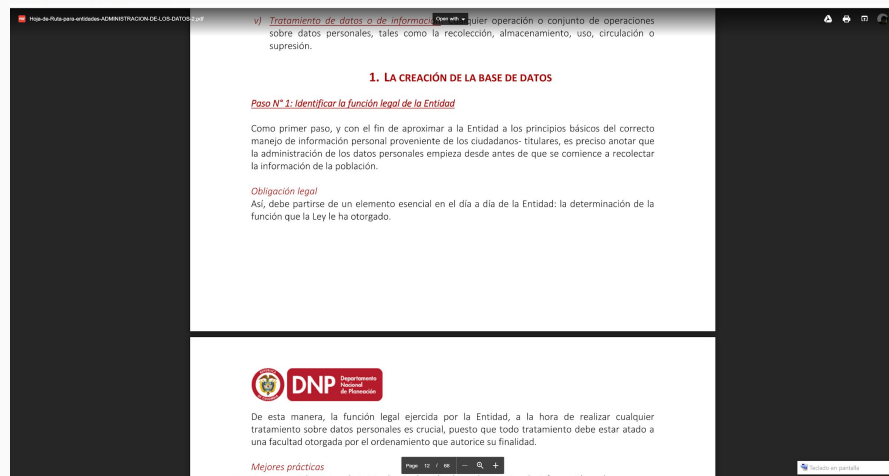 Hoja-de-Ruta-para-entidades-ADMINISTRACION-DE-LOS-DATOS-2.pdf
Open with
v) Tratamiento de datos o de informaci quier operación o conjunto de operaciones
sobre datos personales, tales como la recolección, almacenamiento, uso, circulación o
supresión.
1. LA CREACIÓN DE LA BASE DE DATOS
Paso N° 1: Identificar la función legal de la Entidad
Como primer paso, y con el fin de aproximar a la Entidad a los principios básicos del correcto
manejo de información personal proveniente de los ciudadanos- titulares, es preciso anotar que
la administración de los datos personales empieza desde antes de que se comience a recolectar
la información de la población.
Obligación legal
Así, debe partirse de un elemento esencial en el día a día de la Entidad: la determinación de la
función que la Ley le ha otorgado.
DNP Departamento
Nacional
de Planeación
De esta manera, la función legal ejercida por la Entidad, a la hora de realizar cualquier
tratamiento sobre datos personales es crucial, puesto que todo tratamiento debe estar atado a
una facultad otorgada por el ordenamiento que autorice su finalidad.
Mejores prácticas
Page 12 / 68
Teclado en pantalla